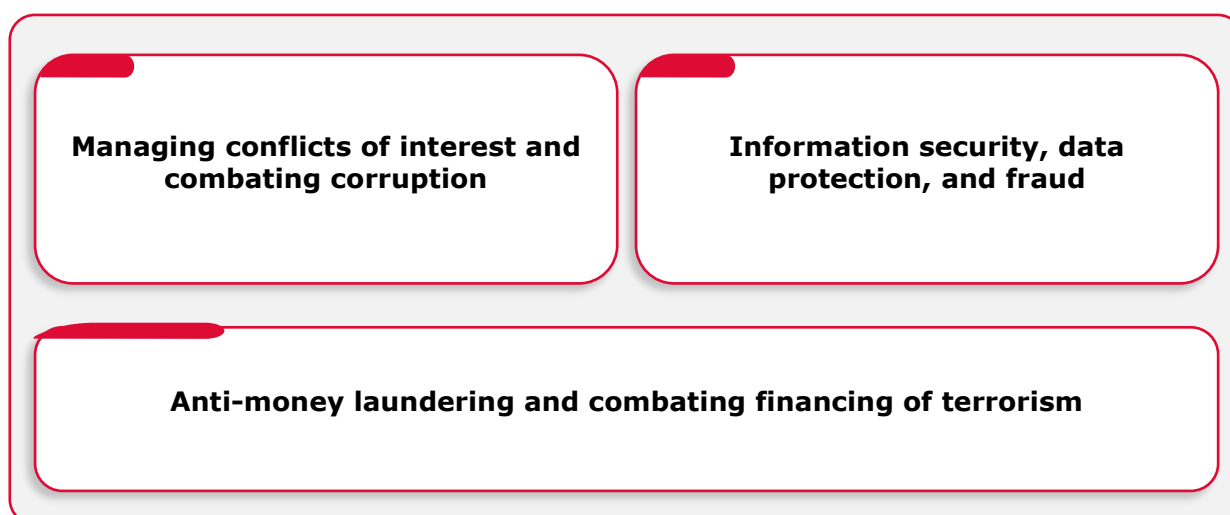 Managing conflicts of interest and
combating corruption
Information security, data
protection, and fraud
Anti-money laundering and combating financing of terrorism